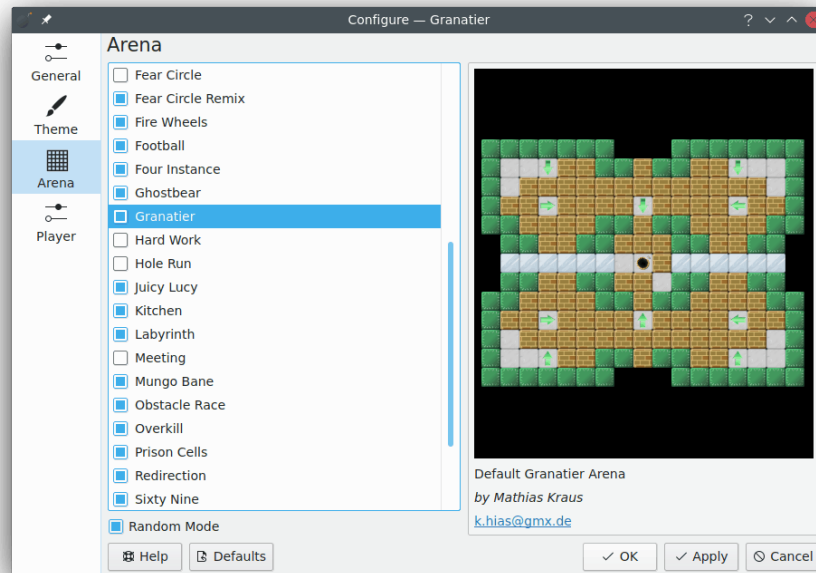 Configure — Granatier
?
General
Theme
Arena
Player
Arena
Fear Circle
Fear Circle Remix
Fire Wheels
Football
Four Instance
Ghostbear
Granatier
Hard Work
Hole Run
Juicy Lucy
Kitchen
Labyrinth
Meeting
Mungo Bane
Obstacle Race
Overkill
Prison Cells
Redirection
Sixty Nine
Random Mode
Default Granatier Arena
by Mathias Kraus
k.hias@gmx.de
Help
Defaults
OK
Apply
Cancel